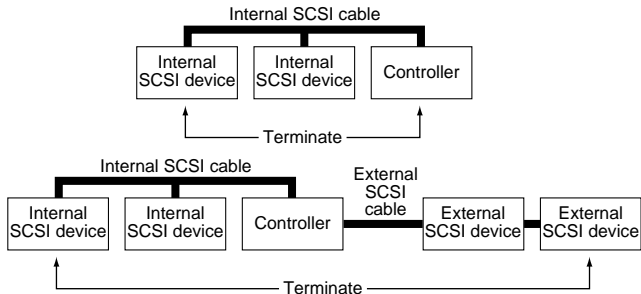 Internal SCSI cable
Internal
SCSI device
Internal
SCSI device
Controller
Terminate
Internal SCSI cable
External
SCSI
cable
Internal
SCSI device
Internal
SCSI device
Controller
External
SCSI device
External
SCSI device
Terminate